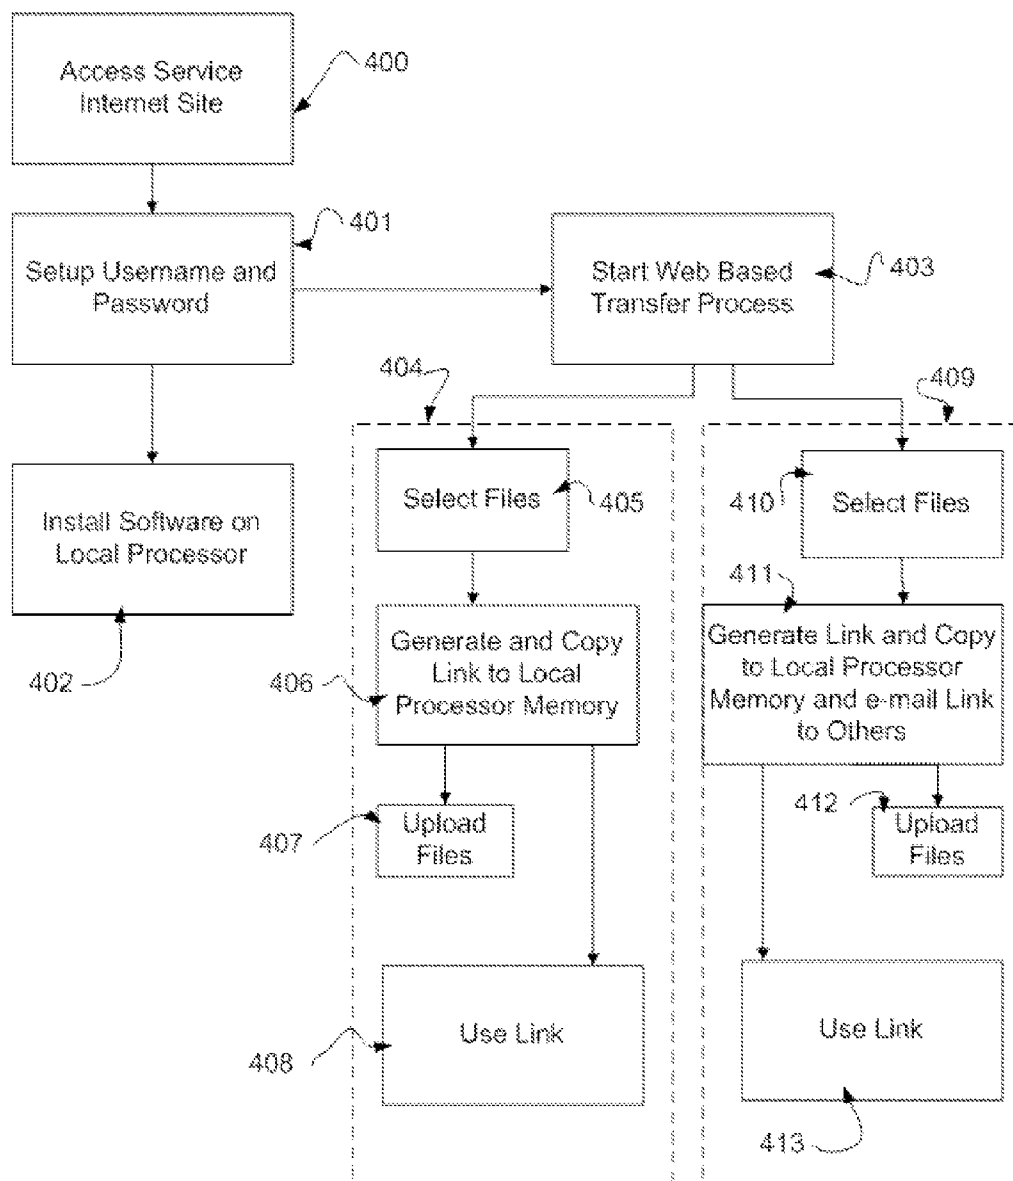 Access Service
Internet Site
400
401
Setup Username and
Password
Start Web Based
Transfer Process
403
404
409
Install Software on
Local Processor
402
Select Files
405
410
Select Files
411
Generate and Copy
Link to Local
Processor Memory
406
Generate Link and Copy
to Local Processor
Memory and e-mail Link
to Others
407
Upload
Files
412
Upload
Files
Use Link
408
Use Link
413